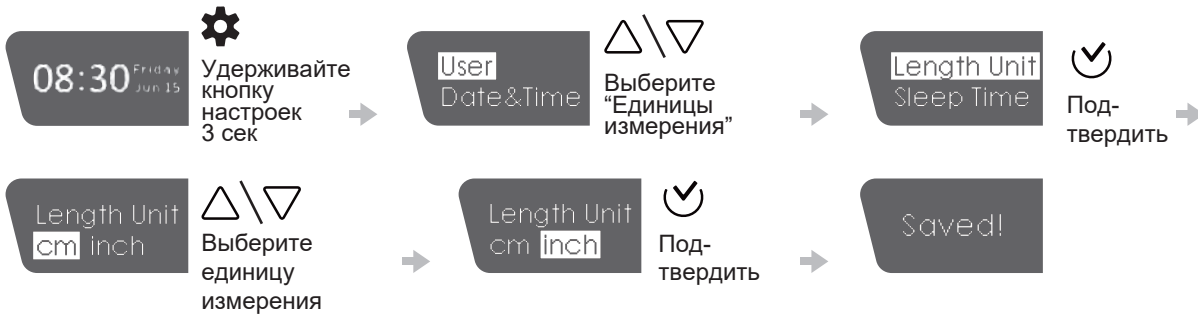 08:30 Friday
Jun 15
Удерживайте
кнопку
настроек
3 сек
User
Date&Time
Выберите
“Единицы
измерения”
Length Unit
Sleep Time
Под-
твердить
Length Unit
cm inch
Выберите
единицу
измерения
Length Unit
cm inch
Под-
твердить
Saved!